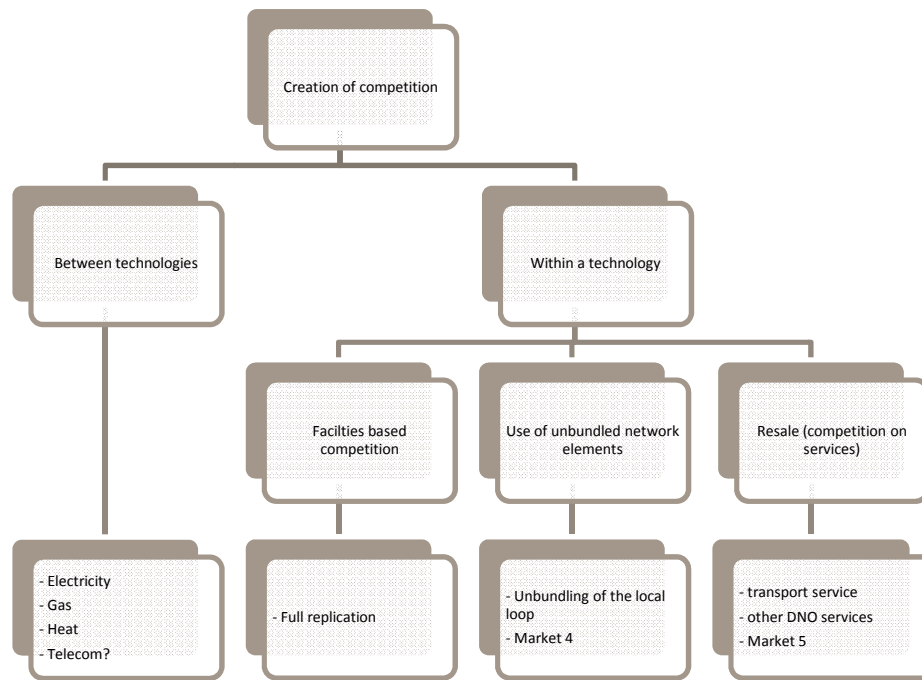 Creation of competition
Between technologies
Within a technology
Facilties based
competition
Use of unbundled network
elements
Resale (competition on
services)
- Electricity
- Gas
- Heat
- Telecom?
- Full replication
- Unbundling of the local
loop
- Market 4
- transport service
- other DNO services
- Market 5